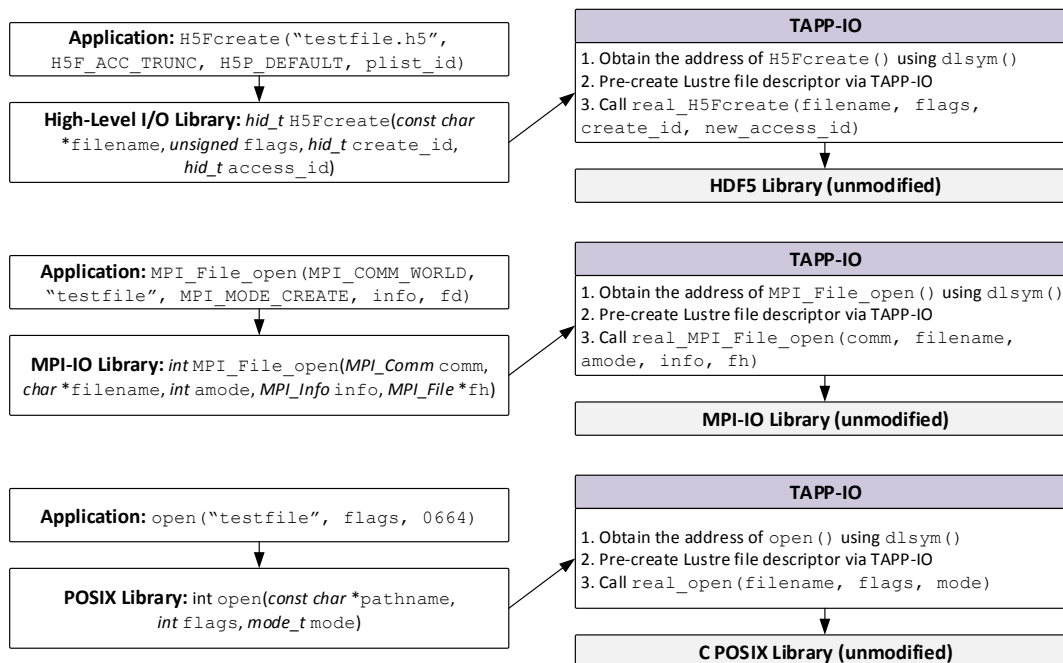 Application: H5Fcreate(“testfile.h5”,
H5F_ACC_TRUNC, H5P_DEFAULT, plist_id)
High-Level I/O Library: hid_t H5Fcreate(const char
*filename, unsigned flags, hid_t create_id,
hid_t access_id)
TAPP-IO
1. Obtain the address of H5Fcreate() using dlsym()
2. Pre-create Lustre file descriptor via TAPP-IO
3. Call real_H5Fcreate(filename, flags,
create_id, new_access_id)
HDF5 Library (unmodified)
Application: MPI_File_open(MPI_COMM_WORLD,
“testfile”, MPI_MODE_CREATE, info, fd)
MPI-IO Library: int MPI_File_open(MPI_Comm comm,
char *filename, int amode, MPI_Info info, MPI_File *fh)
TAPP-IO
1. Obtain the address of MPI_File_open() using dlsym()
2. Pre-create Lustre file descriptor via TAPP-IO
3. Call real_MPI_File_open(comm, filename,
amode, info, fh)
MPI-IO Library (unmodified)
Application: open(“testfile”, flags, 0664)
POSIX Library: int open(const char *pathname,
int flags, mode_t mode)
TAPP-IO
1. Obtain the address of open() using dlsym()
2. Pre-create Lustre file descriptor via TAPP-IO
3. Call real_open(filename, flags, mode)
C POSIX Library (unmodified)